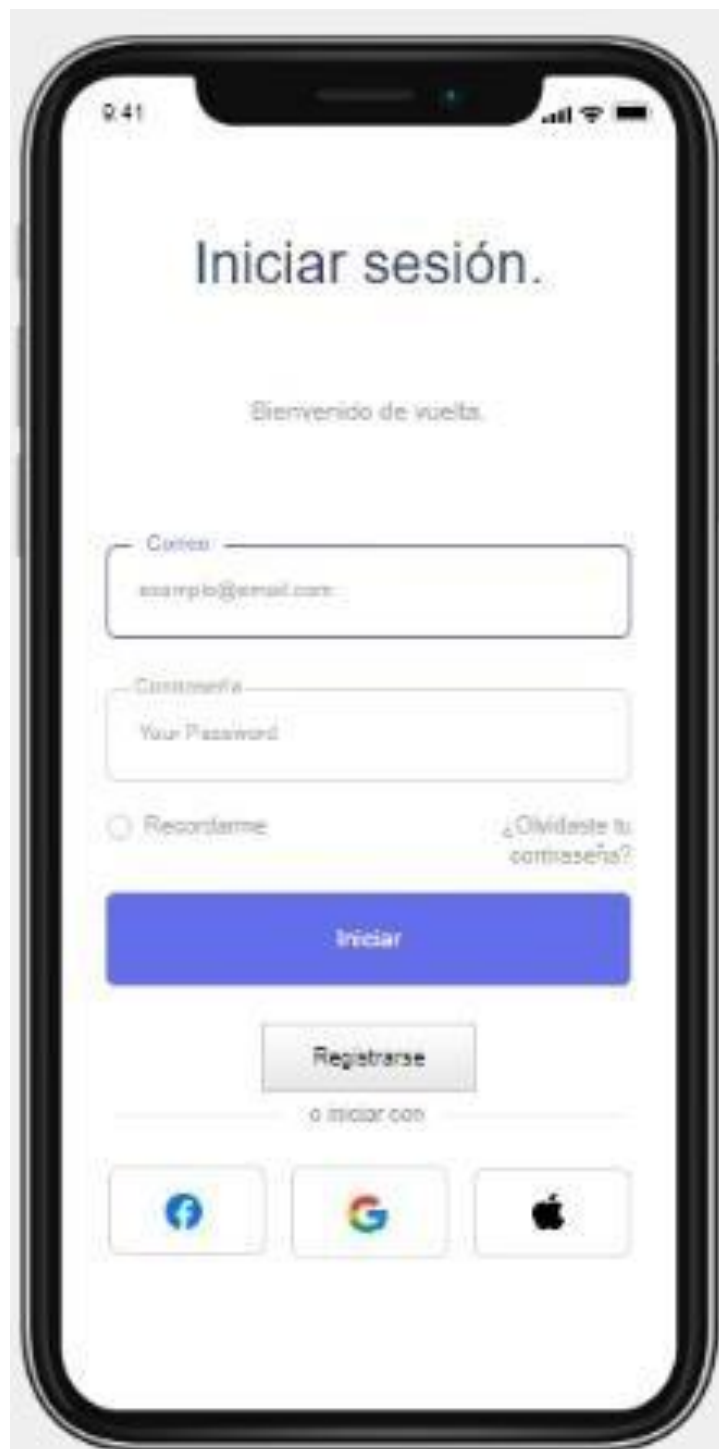 9:41
Iniciar sesión.
Bienvenido de vuelta.
Correo
example@email.com
Contraseña
Your Password
Recordarme
¿Olvidaste tu
contraseña?
Iniciar
Registrarse
o iniciar con